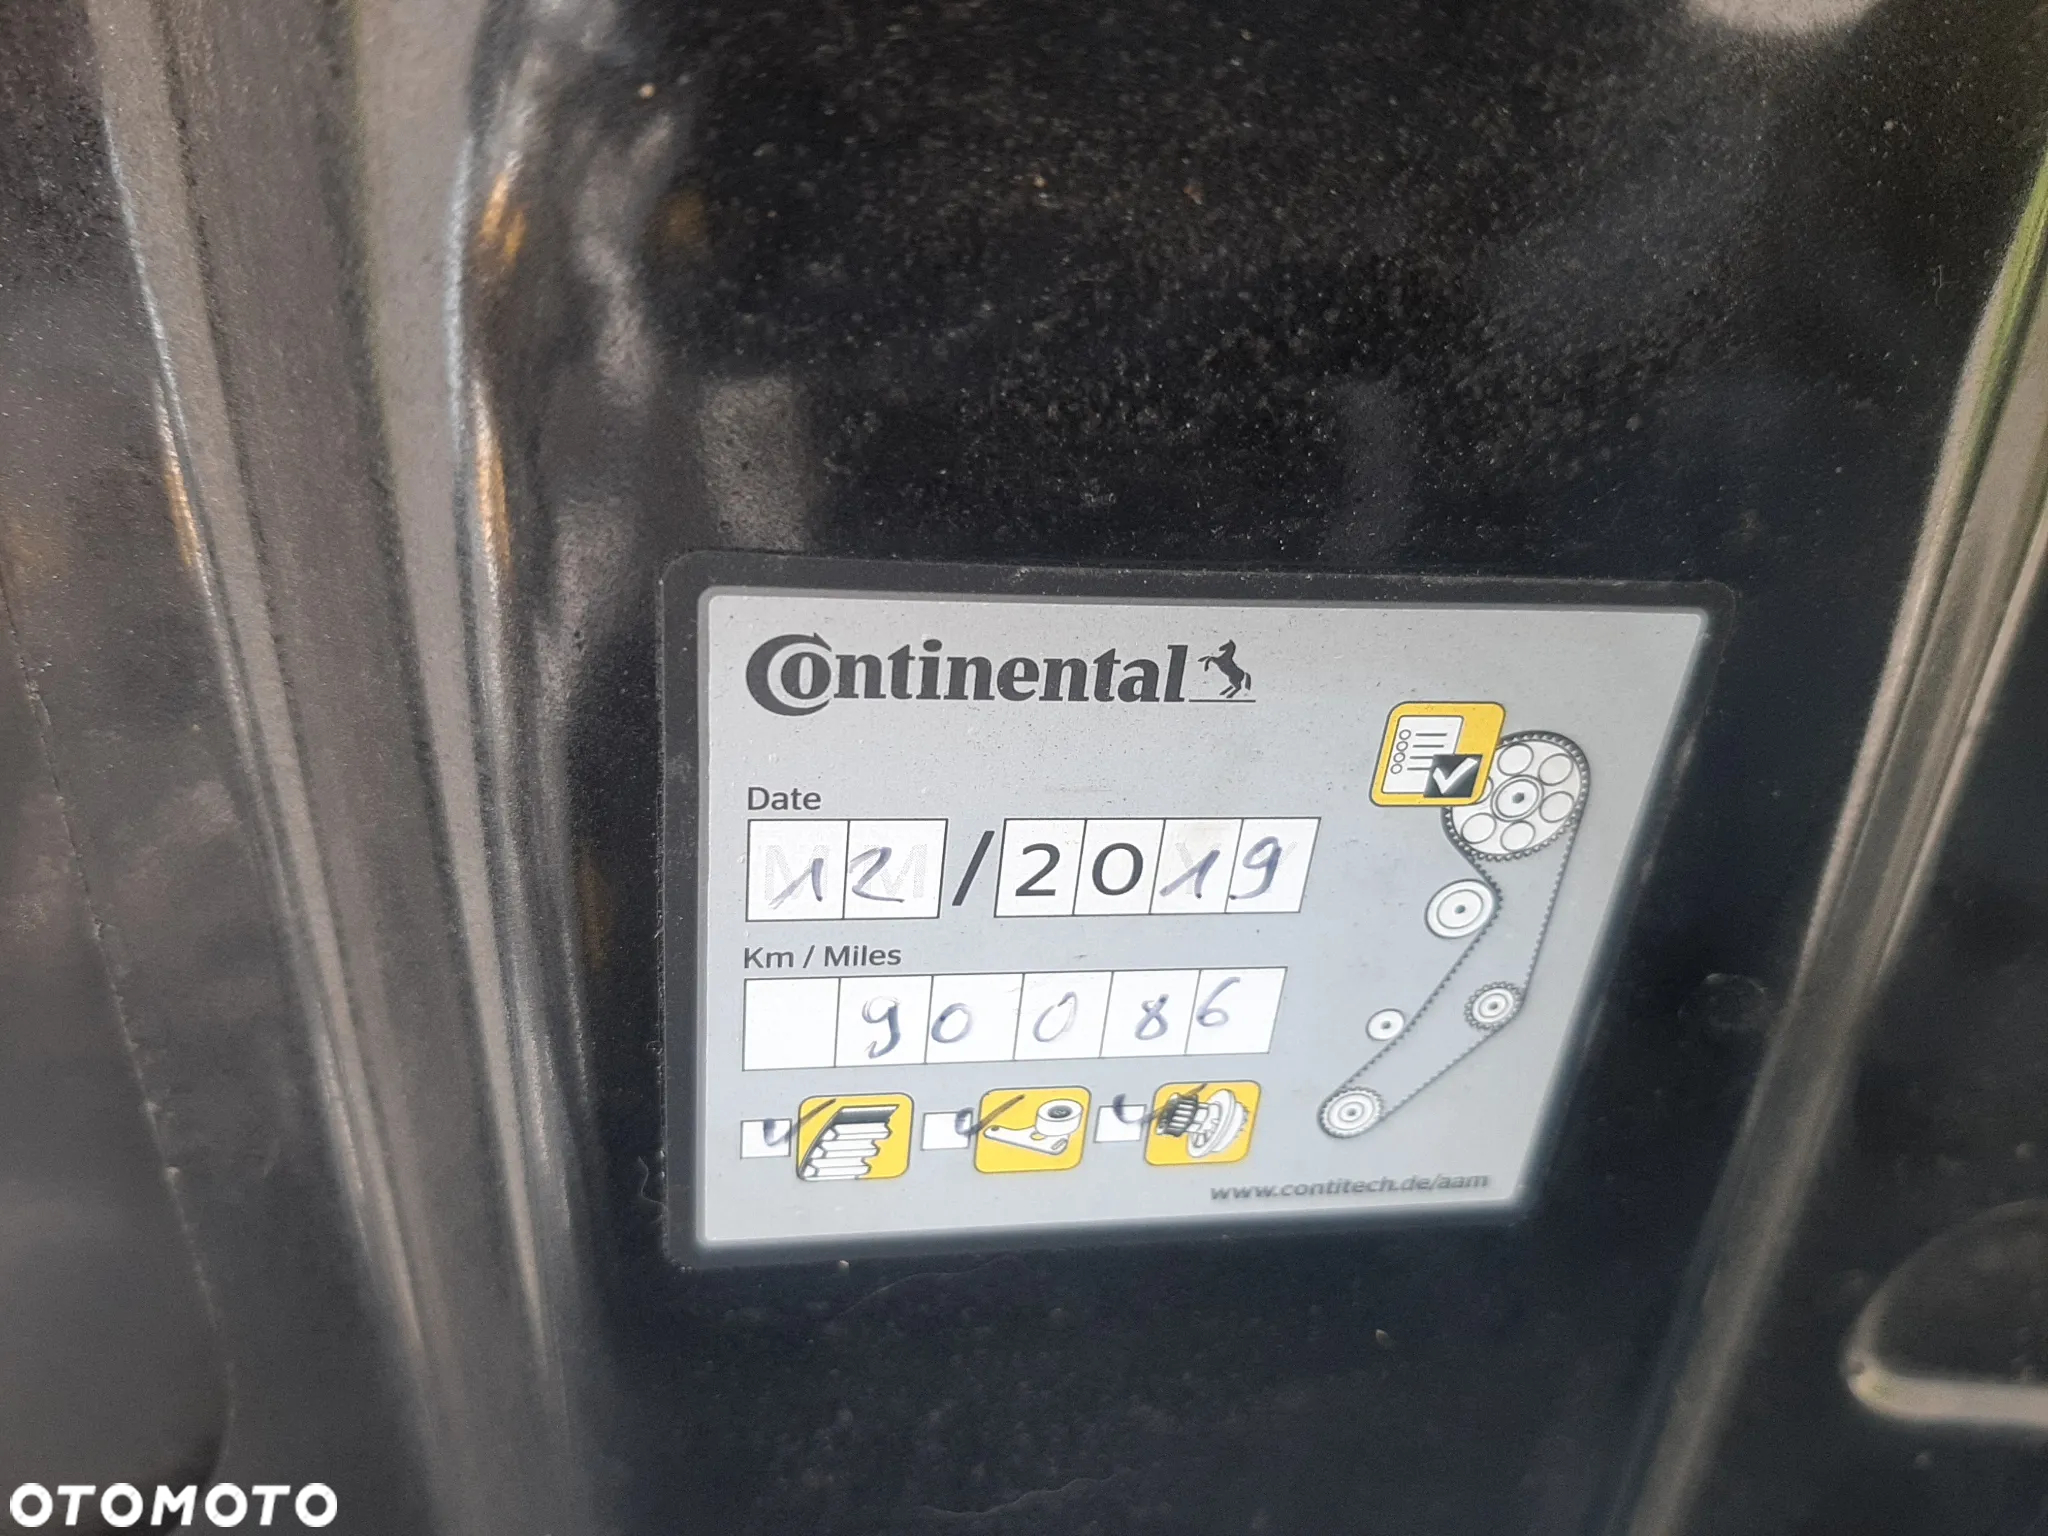 Continental
Date
12/2019
Km / Miles
90086
www.contitech.de/aam
OTOMOTO